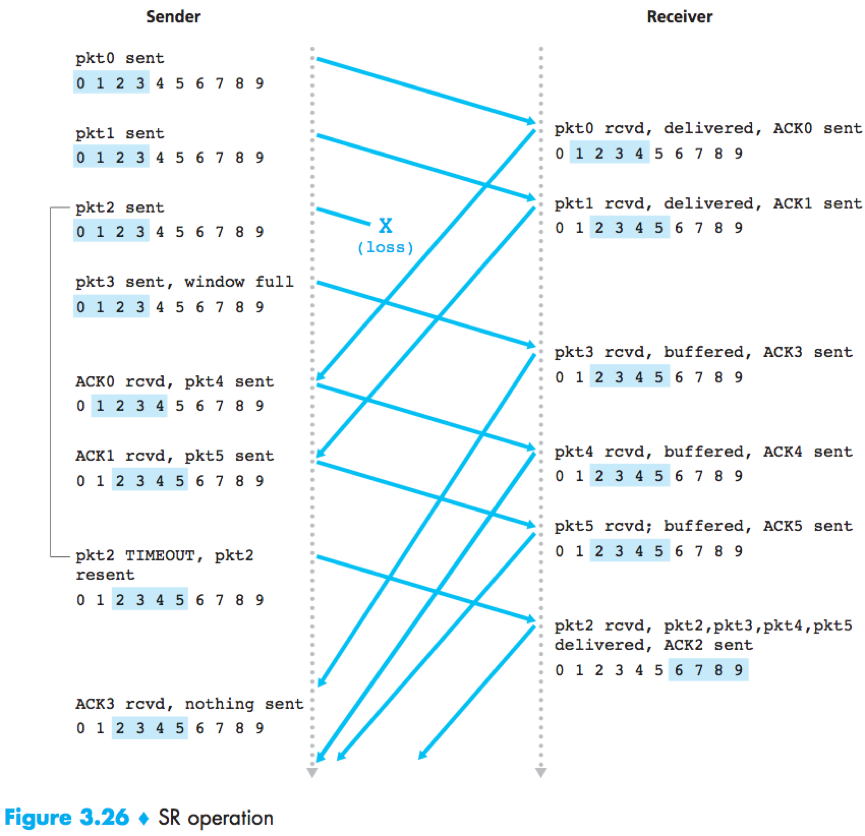 Sender
Receiver
pkt0 sent
0 1 2 3 4 5 6 7 8 9
pkt0 rcvd, delivered, ACK0 sent
0 1 2 3 4 5 6 7 8 9
pkt1 sent
0 1 2 3 4 5 6 7 8 9
pkt1 rcvd, delivered, ACK1 sent
0 1 2 3 4 5 6 7 8 9
pkt2 sent
0 1 2 3 4 5 6 7 8 9
X
(loss)
pkt3 sent, window full
0 1 2 3 4 5 6 7 8 9
pkt3 rcvd, buffered, ACK3 sent
0 1 2 3 4 5 6 7 8 9
ACK0 rcvd, pkt4 sent
0 1 2 3 4 5 6 7 8 9
pkt4 rcvd, buffered, ACK4 sent
0 1 2 3 4 5 6 7 8 9
ACK1 rcvd, pkt5 sent
0 1 2 3 4 5 6 7 8 9
pkt5 rcvd; buffered, ACK5 sent
0 1 2 3 4 5 6 7 8 9
pkt2 TIMEOUT, pkt2
resent
0 1 2 3 4 5 6 7 8 9
pkt2 rcvd, pkt2,pkt3,pkt4,pkt5
delivered, ACK2 sent
0 1 2 3 4 5 6 7 8 9
ACK3 rcvd, nothing sent
0 1 2 3 4 5 6 7 8 9
Figure 3.26 ♦ SR operation